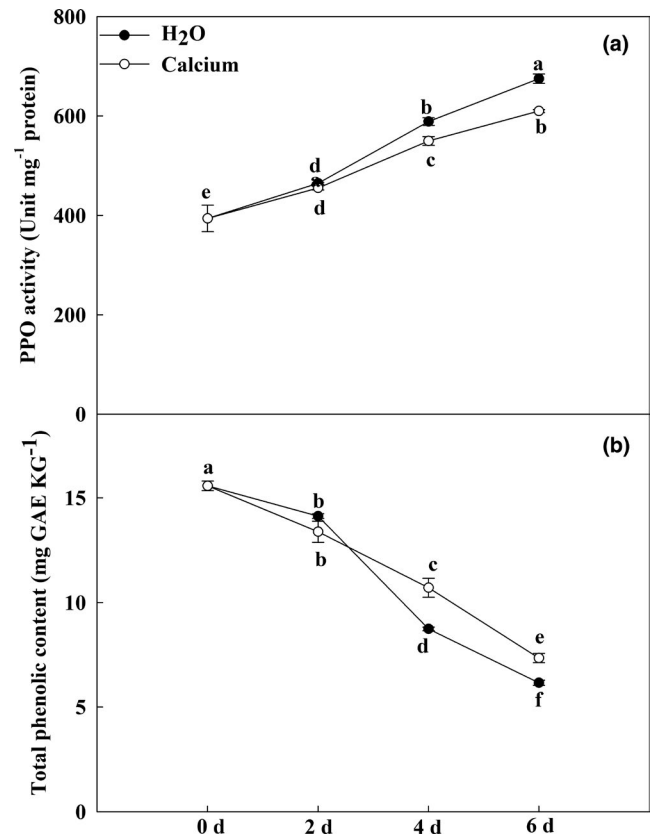 800
H2O
Calcium
(a)
a
b
600
b
d
a
c
e
d
400
200
0
PPO activity (Unit mg-1 protein)
(b)
a
15
b
b
c
10
d
e
5
f
0
Total phenolic content (mg GAE KG-1)
0 d 2 d 4 d 6 d